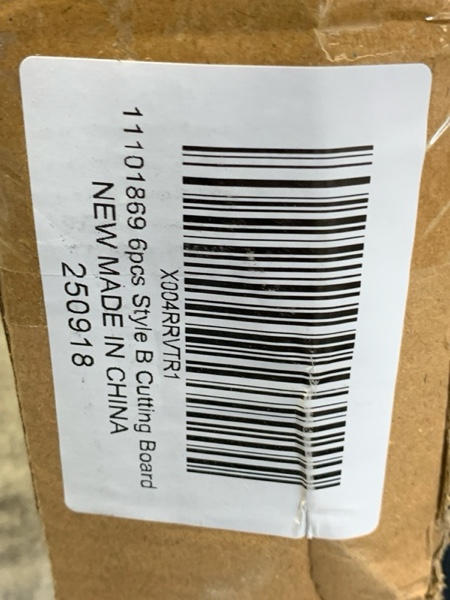 X004RRVTR1
11101869 6pcs Style B Cutting Board
NEW MADE IN CHINA
250918